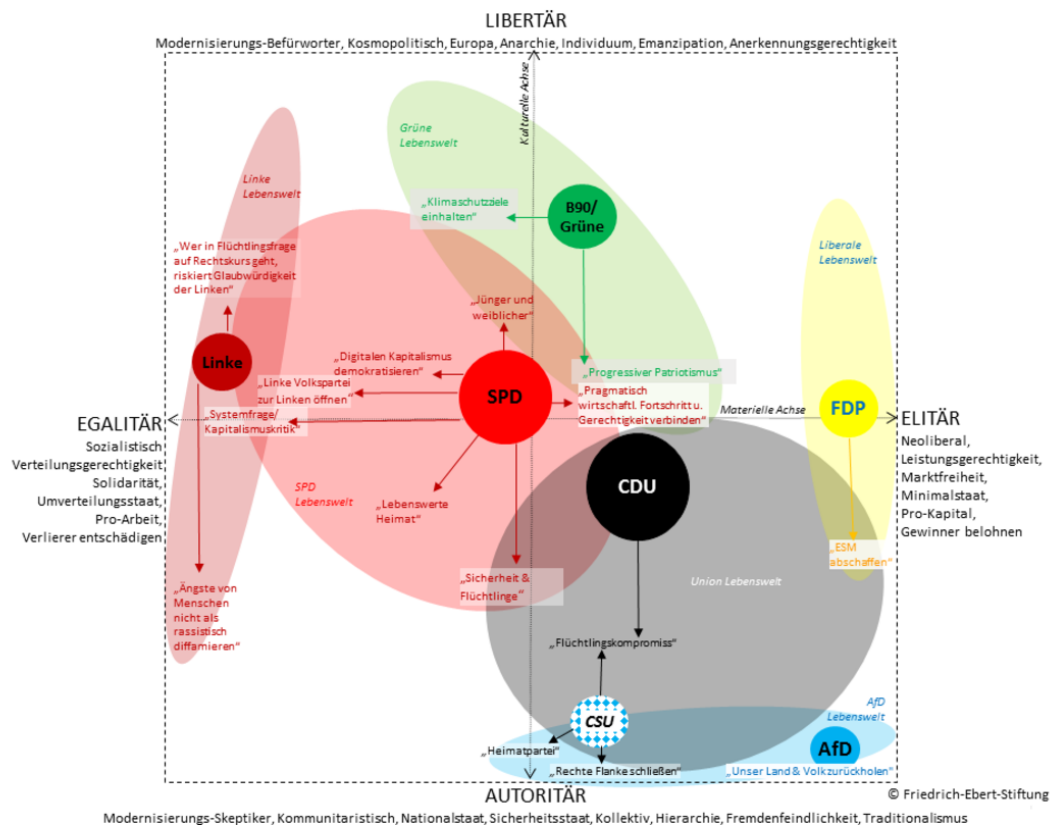 LIBERTÄR
Modernisierungs-Befürworter, Kosmopolitisch, Europa, Anarchie, Individuum, Emanzipation, Anerkennungsgerechtigkeit
Kulturelle Achse
Grüne
Lebenswelt
Linke
Lebenswelt
„Klimaschutzziele
einhalten“
B90/
Grüne
Liberale
Lebenswelt
„Wer in Flüchtlingsfrage
auf Rechtskurs geht,
riskiert Glaubwürdigkeit
der Linken“
„Jünger und
weiblicher“
Linke
„Digitalen Kapitalismus
demokratisieren“
„Linke Volkspartei
zur Linken öffnen“
„Systemfrage/
Kapitalismuskritik“
SPD
„Progressiver Patriotismus“
„Pragmatisch
wirtschaftl. Fortschritt u.
Gerechtigkeit verbinden“
Materielle Achse
FDP
EGALITÄR
Sozialistisch
Verteilungsgerechtigkeit
Solidarität,
Umverteilungsstaat,
Pro-Arbeit,
Verlierer entschädigen
ELITÄR
Neoliberal,
Leistungsgerechtigkeit,
Marktfreiheit,
Minimalstaat,
Pro-Kapital,
Gewinner belohnen
CDU
SPD
Lebenswelt
„Lebenswerte
Heimat“
„ESM
abschaffen“
„Sicherheit &
Flüchtlinge“
Union Lebenswelt
„Ängste von
Menschen
nicht als
rassistisch
diffamieren“
„Flüchtlingskompromiss“
CSU
AfD
Lebenswelt
AfD
„Heimatpartei“
„Rechte Flanke schließen“
„Unser Land & Volk zurückholen“
AUTORITÄR
© Friedrich-Ebert-Stiftung
Modernisierungs-Skeptiker, Kommunitaristisch, Nationalstaat, Sicherheitsstaat, Kollektiv, Hierarchie, Fremdenfeindlichkeit, Traditionalismus